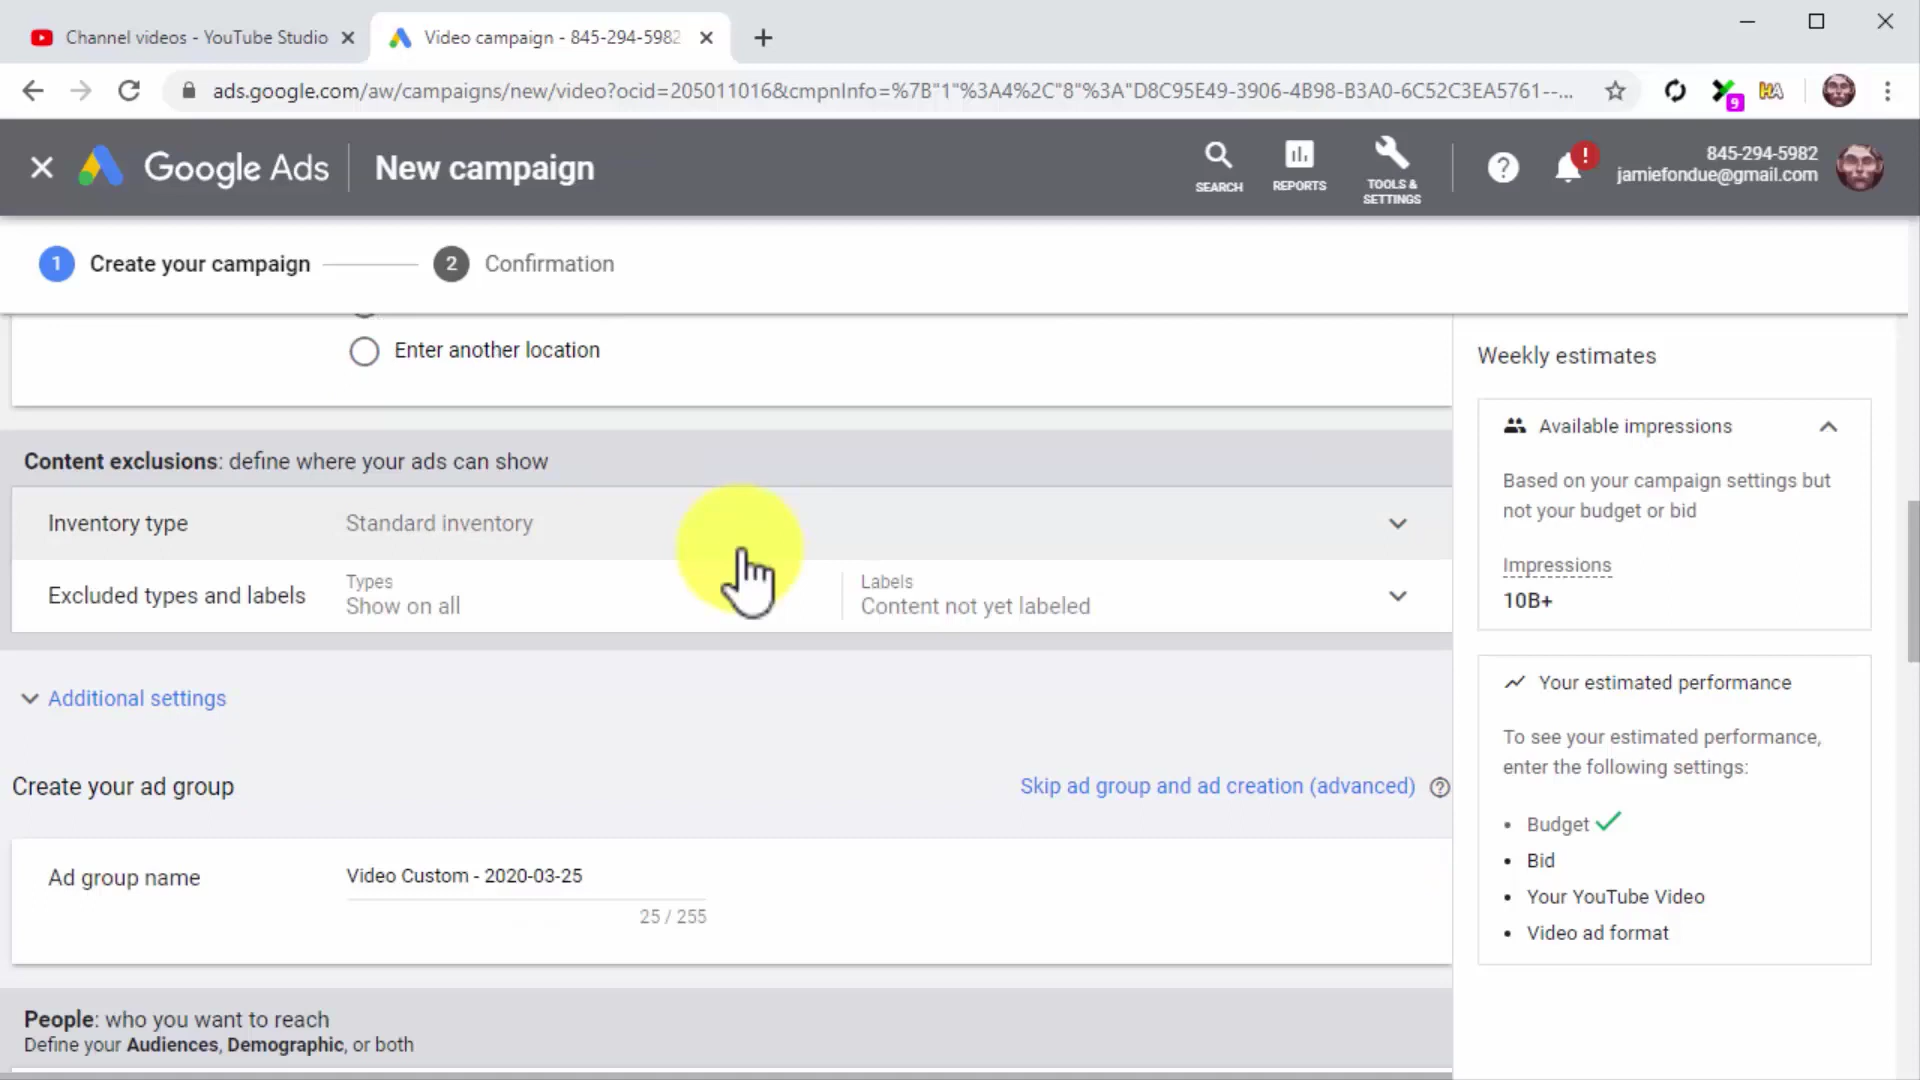 Channel videos - YouTube Studio
Video campaign - 845-294-5982
ads.google.com/aw/campaigns/new/video?ocid=205011016&cmpnInfo=%7B"1"%3A4%2C"8"%3A"D8C95E49-3906-4B98-B3A0-6C52C3EA5761--...
9
HA
Google Ads
New campaign
SEARCH
REPORTS
TOOLS &
SETTINGS
?
!
845-294-5982
jamiefondue@gmail.com
1 Create your campaign
2 Confirmation
Enter another location
Content exclusions: define where your ads can show
Inventory type
Standard inventory
Excluded types and labels
Types
Show on all
Labels
Content not yet labeled
Additional settings
Create your ad group
Skip ad group and ad creation (advanced) ?
Ad group name
Video Custom - 2020-03-25
25 / 255
People: who you want to reach
Define your Audiences, Demographic, or both
Weekly estimates
Available impressions
Based on your campaign settings but
not your budget or bid
Impressions
10B+
Your estimated performance
To see your estimated performance,
enter the following settings:
• Budget
• Bid
• Your YouTube Video
• Video ad format